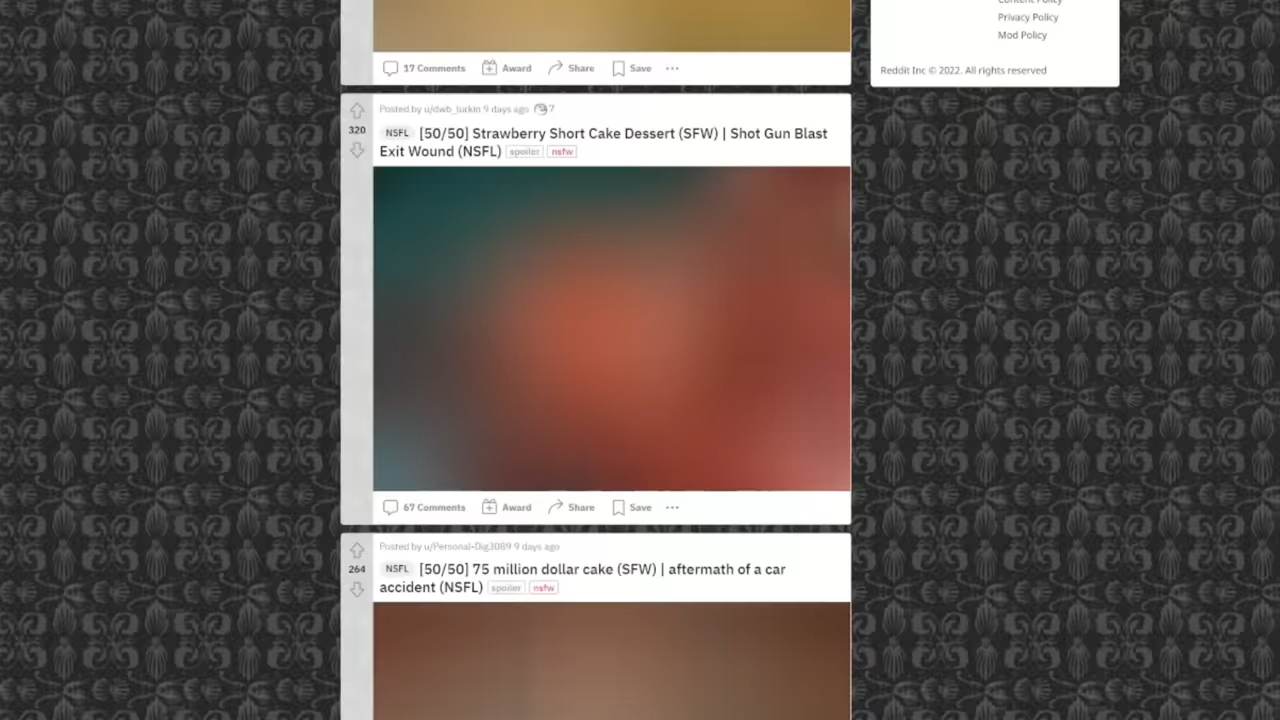 17 Comments Award Share Save
Privacy Policy
Mod Policy
Reddit Inc © 2022. All rights reserved
Posted by u/dwb_lurkin 9 days ago 7
320
NSFL [50/50] Strawberry Short Cake Dessert (SFW) | Shot Gun Blast
Exit Wound (NSFL) spoiler nsfw
67 Comments Award Share Save
Posted by u/Personal-Dig3089 9 days ago
264
NSFL [50/50] 75 million dollar cake (SFW) | aftermath of a car
accident (NSFL) spoiler nsfw